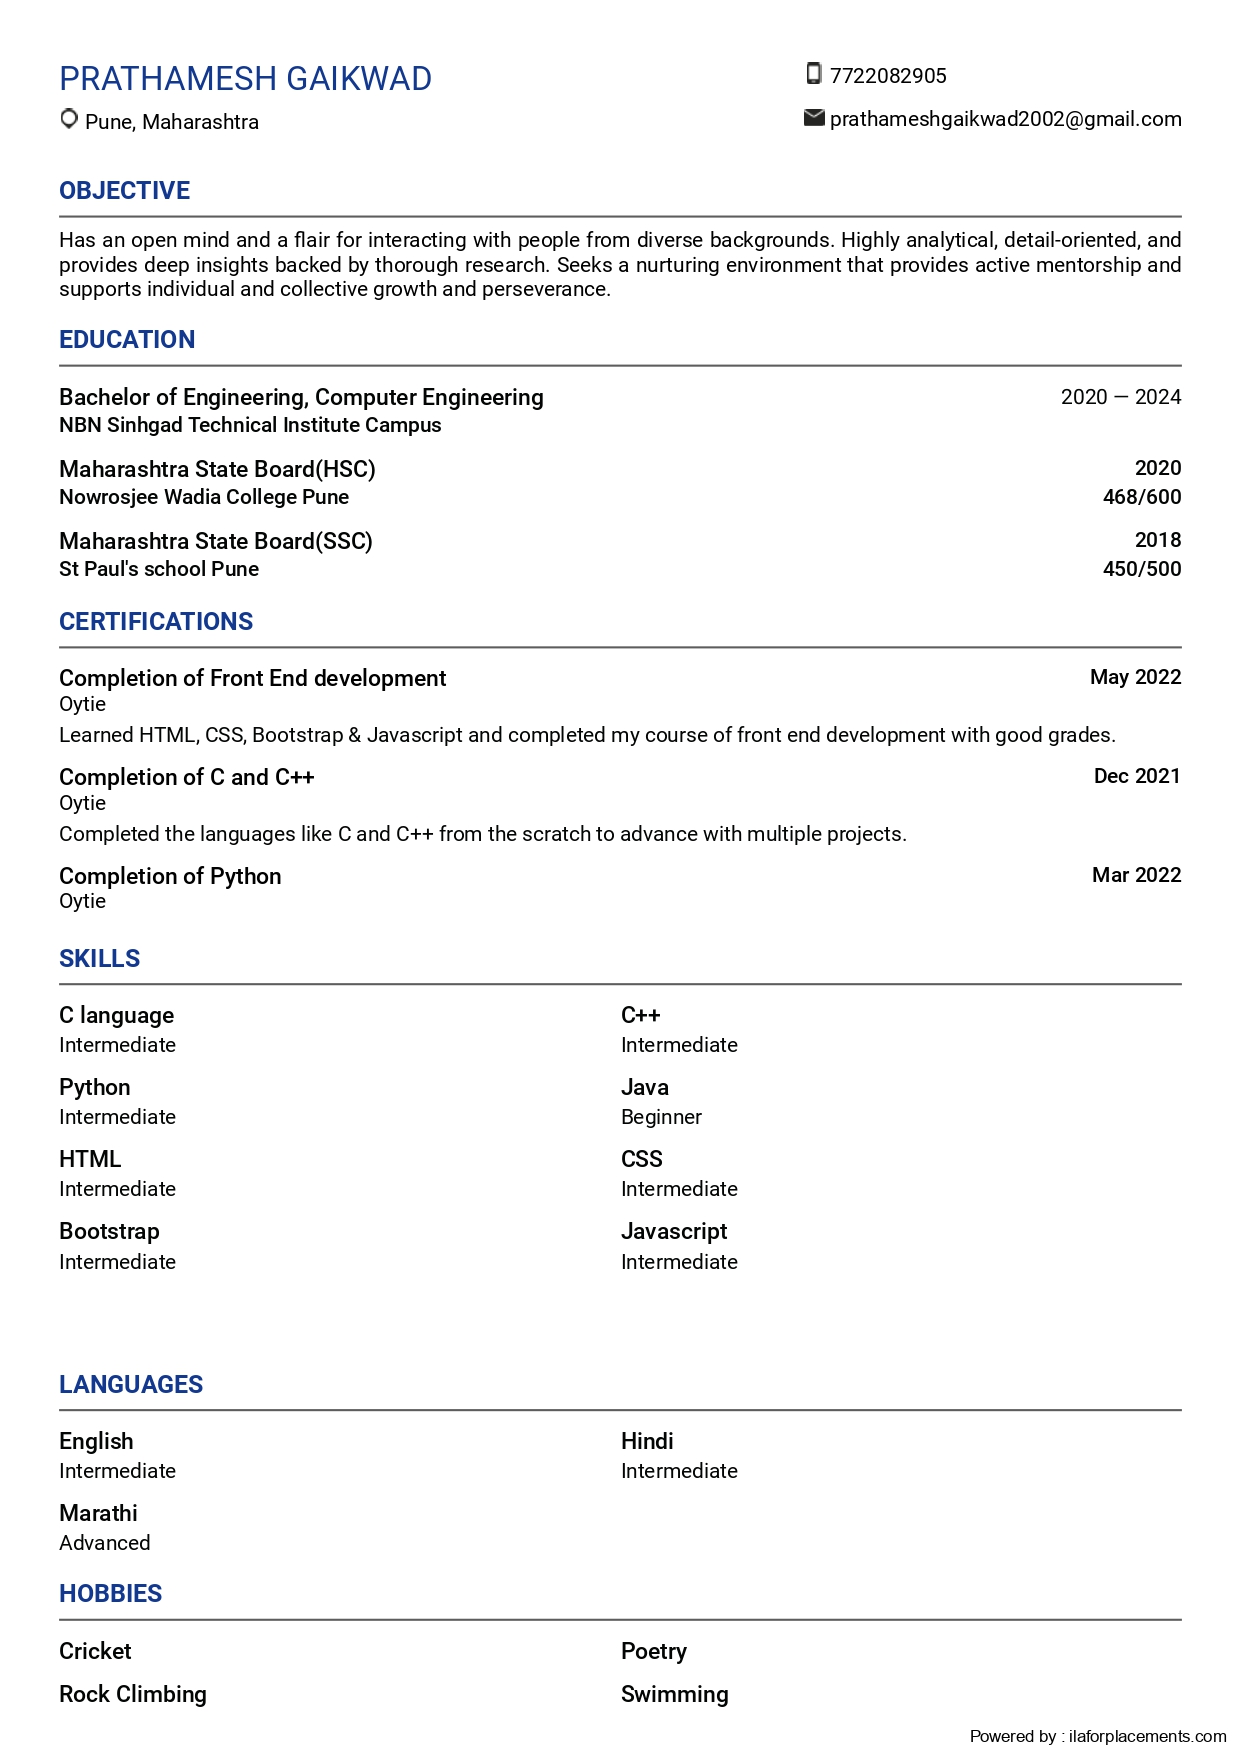 PRATHAMESH GAIKWAD
Pune, Maharashtra
7722082905
prathameshgaikwad2002@gmail.com
OBJECTIVE
Has an open mind and a flair for interacting with people from diverse backgrounds. Highly analytical, detail-oriented, and
provides deep insights backed by thorough research. Seeks a nurturing environment that provides active mentorship and
supports individual and collective growth and perseverance.
EDUCATION
Bachelor of Engineering, Computer Engineering 2020 — 2024
NBN Sinhgad Technical Institute Campus
Maharashtra State Board(HSC) 2020
Nowrosjee Wadia College Pune 468/600
Maharashtra State Board(SSC) 2018
St Paul's school Pune 450/500
CERTIFICATIONS
Completion of Front End development May 2022
Oytie
Learned HTML, CSS, Bootstrap & Javascript and completed my course of front end development with good grades.
Completion of C and C++ Dec 2021
Oytie
Completed the languages like C and C++ from the scratch to advance with multiple projects.
Completion of Python Mar 2022
Oytie
SKILLS
C language C++
Intermediate Intermediate
Python Java
Intermediate Beginner
HTML CSS
Intermediate Intermediate
Bootstrap Javascript
Intermediate Intermediate
LANGUAGES
English Hindi
Intermediate Intermediate
Marathi
Advanced
HOBBIES
Cricket Poetry
Rock Climbing Swimming
Powered by : ilaforplacements.com